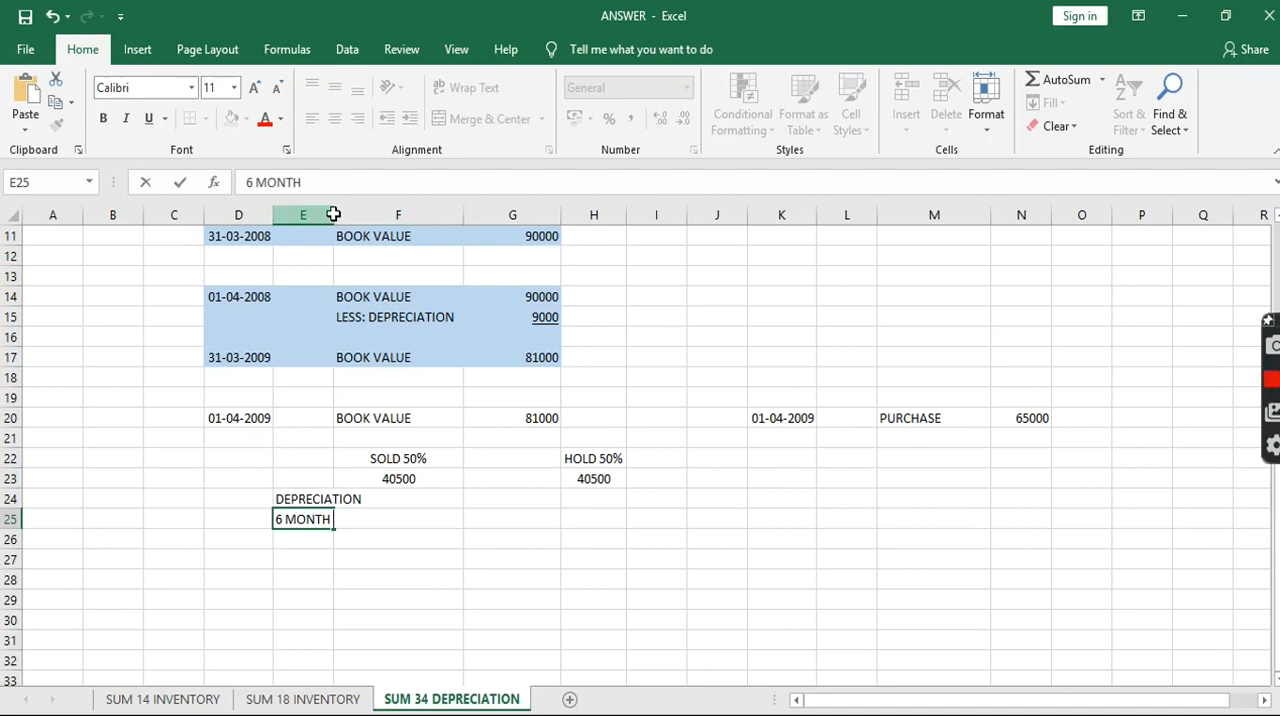 ANSWER - Excel
Sign in
File Home Insert Page Layout Formulas Data Review View Help Tell me what you want to do Share
Paste
Clipboard
Calibri 11
B I U A
Font
Wrap Text
Merge & Center
Alignment
General
% ,
Number
Conditional Formatting
Format as Table
Cell Styles
Styles
Insert
Delete
Format
Cells
AutoSum
Fill
Clear
Sort & Filter
Find & Select
Editing
E25 fx 6 MONTH
A B C D E F G H I J K L M N O P Q R
11 31-03-2008 BOOK VALUE 90000
12
13
14 01-04-2008 BOOK VALUE 90000
15 LESS: DEPRECIATION 9000
16
17 31-03-2009 BOOK VALUE 81000
18
19
20 01-04-2009 BOOK VALUE 81000 01-04-2009 PURCHASE 65000
21
22 SOLD 50% HOLD 50%
23 40500 40500
24 DEPRECIATION
25 6 MONTH
26
27
28
29
30
31
32
33
SUM 14 INVENTORY SUM 18 INVENTORY SUM 34 DEPRECIATION